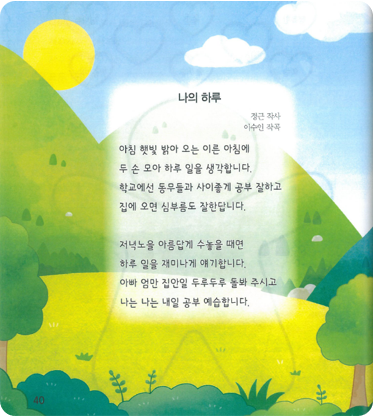 나의 하루
정근 작사
이수인 작곡
아침 햇빛 밝아 오는 이른 아침에
두 손 모아 하루 일을 생각합니다.
학교에선 동무들과 사이좋게 공부 잘하고
집에 오면 심부름도 잘한답니다.
저녁노을 아름답게 수놓을 때면
하루 일을 재미나게 얘기합니다.
아빠 엄만 집안일 두루두루 돌봐 주시고
나는 나는 내일 공부 예습합니다.
40